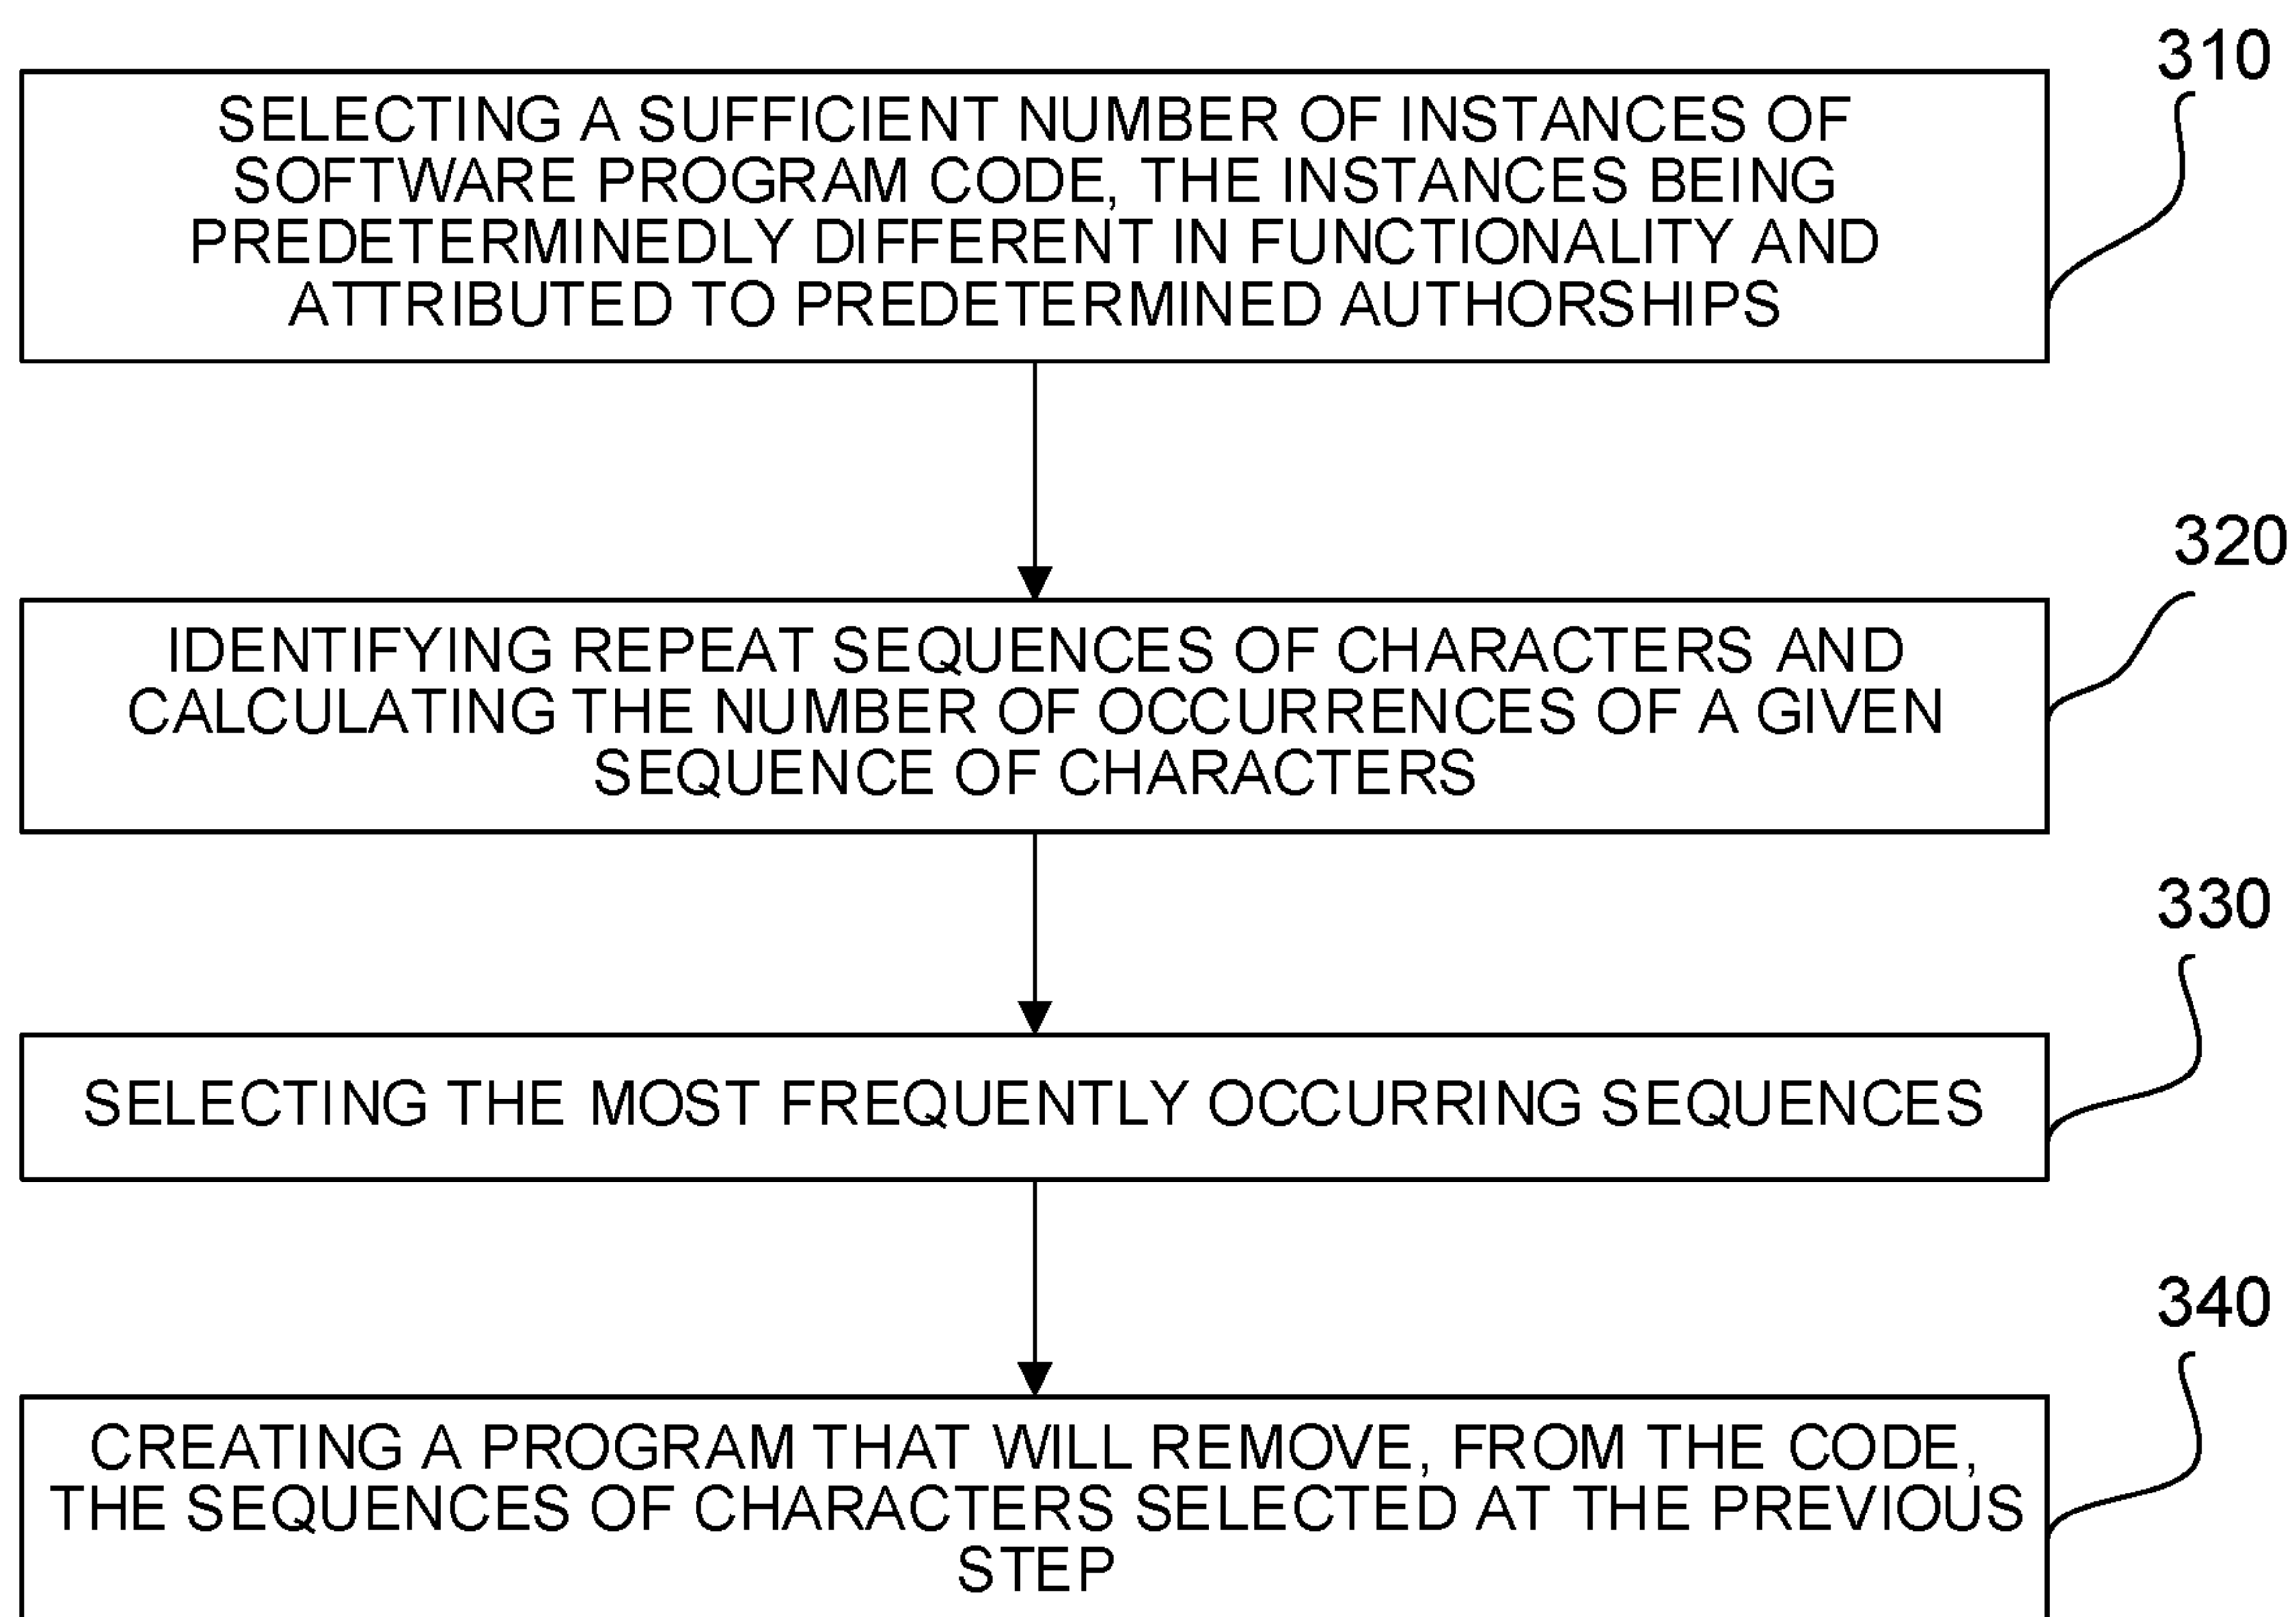 310
SELECTING A SUFFICIENT NUMBER OF INSTANCES OF
SOFTWARE PROGRAM CODE, THE INSTANCES BEING
PREDETERMINEDLY DIFFERENT IN FUNCTIONALITY AND
ATTRIBUTED TO PREDETERMINED AUTHORSHIPS
320
IDENTIFYING REPEAT SEQUENCES OF CHARACTERS AND
CALCULATING THE NUMBER OF OCCURRENCES OF A GIVEN
SEQUENCE OF CHARACTERS
330
SELECTING THE MOST FREQUENTLY OCCURRING SEQUENCES
340
CREATING A PROGRAM THAT WILL REMOVE, FROM THE CODE,
THE SEQUENCES OF CHARACTERS SELECTED AT THE PREVIOUS
STEP